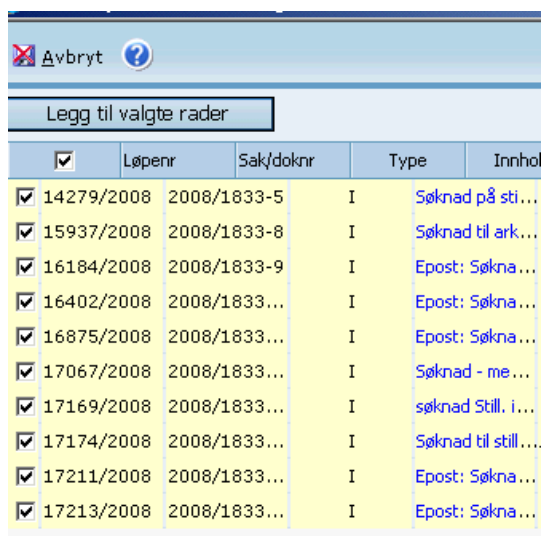 Avbryt
Legg til valgte rader
Løpenr Sak/doknr Type Innhol
14279/2008 2008/1833-5 I Søknad på sti...
15937/2008 2008/1833-8 I Søknad til ark...
16184/2008 2008/1833-9 I Epost: Søkna...
16402/2008 2008/1833... I Epost: Søkna...
16875/2008 2008/1833... I Epost: Søkna...
17067/2008 2008/1833... I Søknad - me...
17169/2008 2008/1833... I søknad Still. i...
17174/2008 2008/1833... I Søknad til still...
17211/2008 2008/1833... I Epost: Søkna...
17213/2008 2008/1833... I Epost: Søkna...